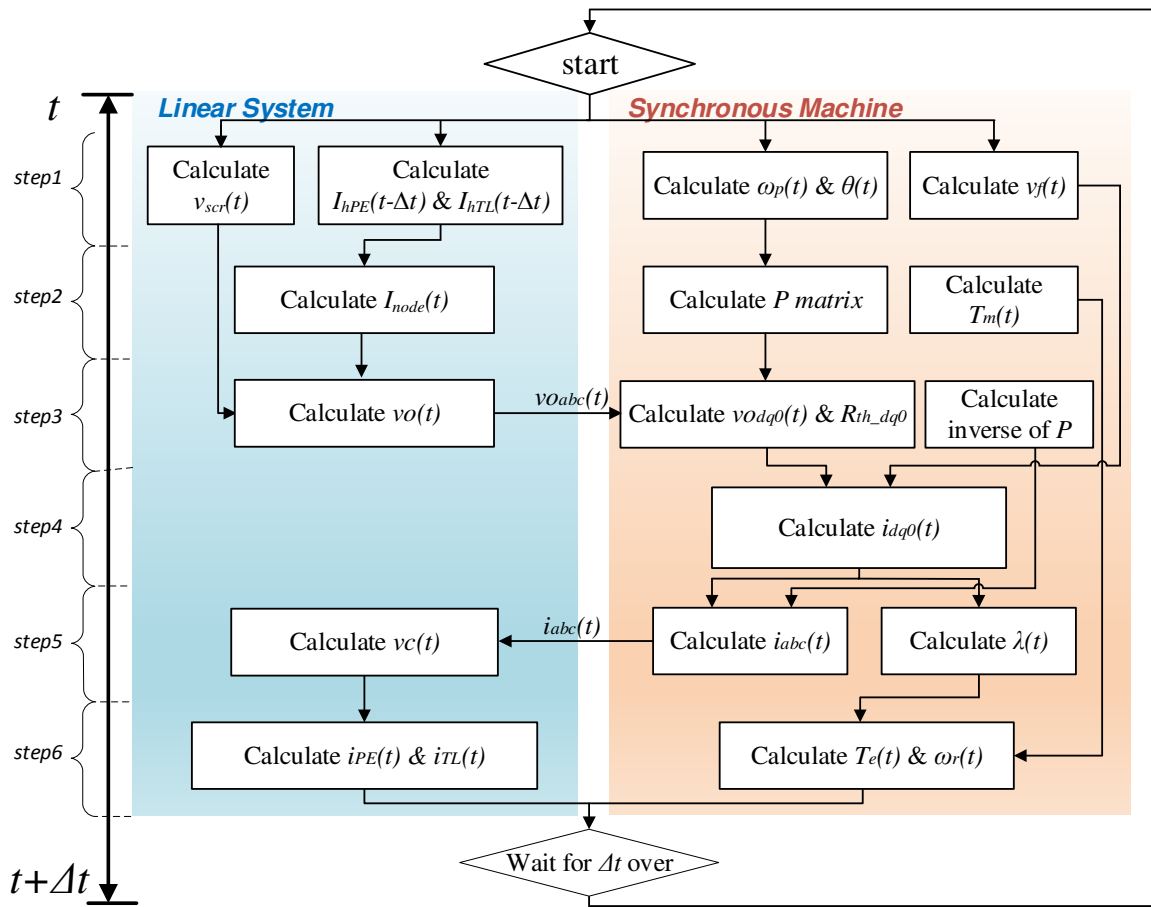 start
t
Linear System
Synchronous Machine
step1
Calculate
vscr(t)
Calculate
IhPE(t-Δt) & IhTL(t-Δt)
Calculate ωp(t) & θ(t)
Calculate vf(t)
step2
Calculate Inode(t)
Calculate P matrix
Calculate
Tm(t)
step3
Calculate vo(t)
voabc(t)
Calculate vodq0(t) & Rth_dq0
Calculate
inverse of P
step4
Calculate idq0(t)
step5
Calculate vc(t)
iabc(t)
Calculate iabc(t)
Calculate λ(t)
step6
Calculate iPE(t) & iTL(t)
Calculate Te(t) & ωr(t)
Wait for Δt over
t+Δt